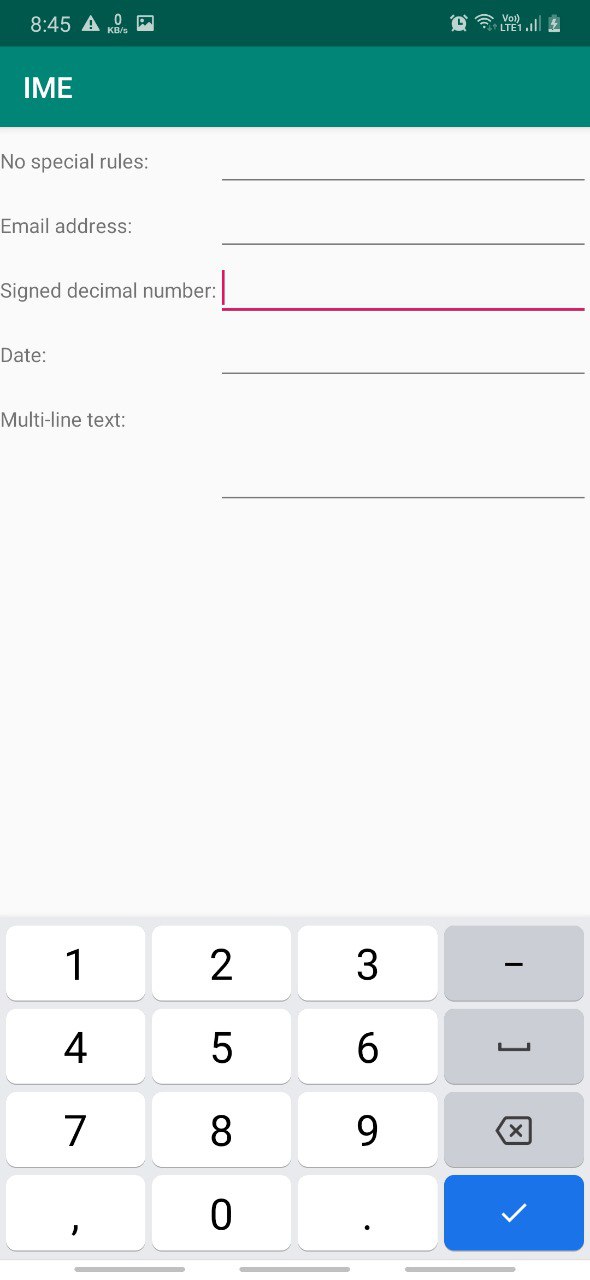 8:45 0 KB/s Vo)) LTE1
IME
No special rules:
Email address:
Signed decimal number:
Date:
Multi-line text:
1 2 3 -
4 5 6
7 8 9
, 0 .